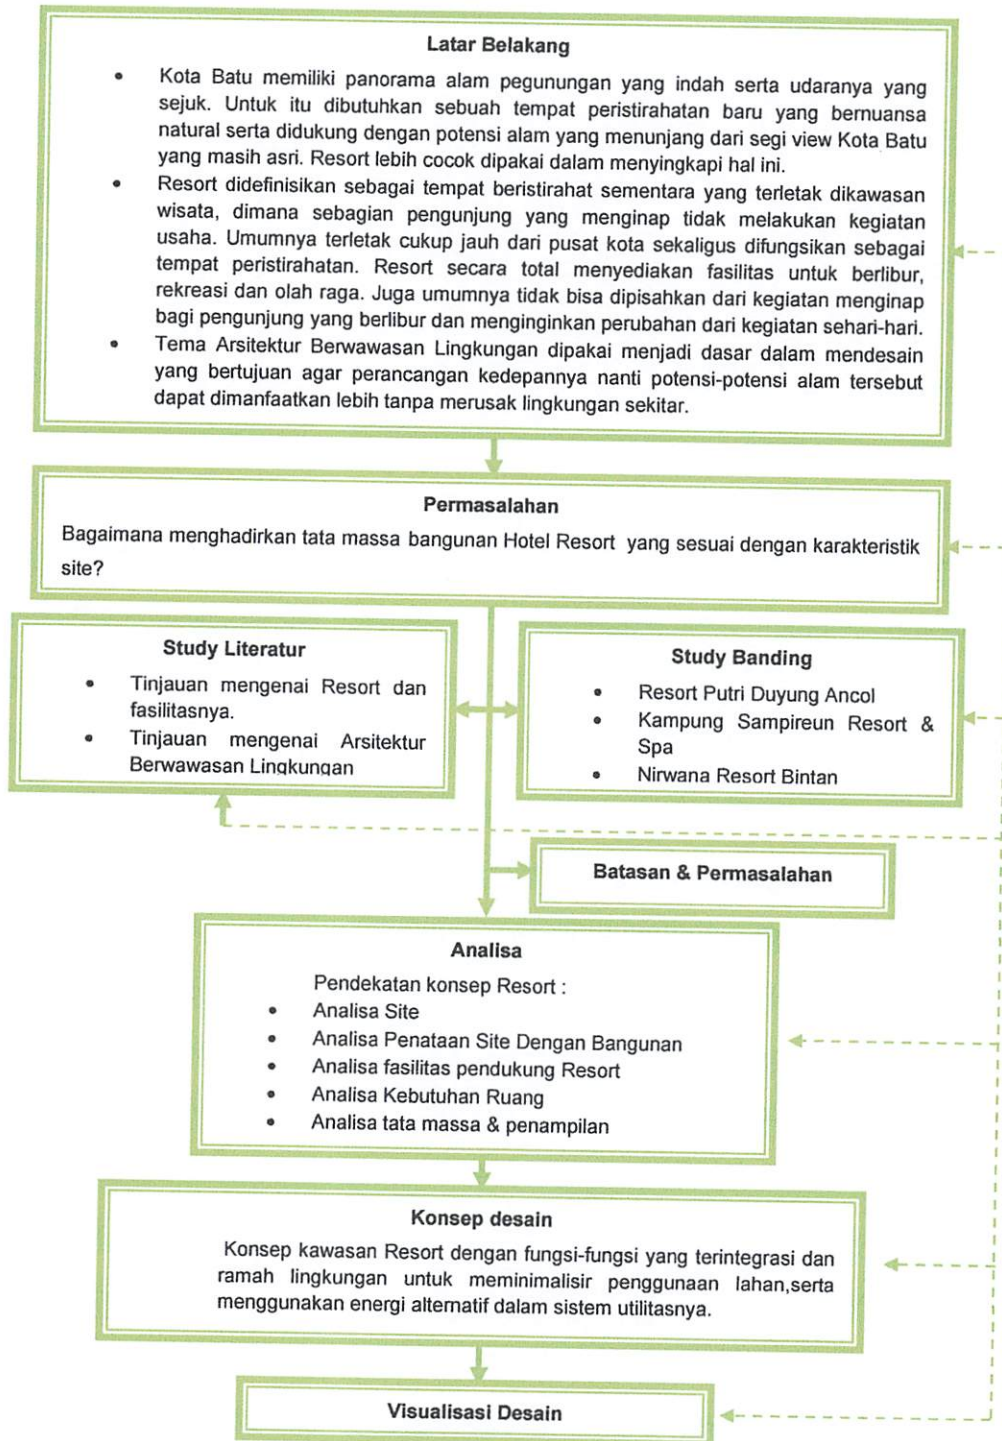 Latar Belakang
• Kota Batu memiliki panorama alam pegunungan yang indah serta udaranya yang
sejuk. Untuk itu dibutuhkan sebuah tempat peristirahatan baru yang bernuansa
natural serta didukung dengan potensi alam yang menunjang dari segi view Kota Batu
yang masih asri. Resort lebih cocok dipakai dalam menyingkapi hal ini.
• Resort didefinisikan sebagai tempat beristirahat sementara yang terletak dikawasan
wisata, dimana sebagian pengunjung yang menginap tidak melakukan kegiatan
usaha. Umumnya terletak cukup jauh dari pusat kota sekaligus difungsikan sebagai
tempat peristirahatan. Resort secara total menyediakan fasilitas untuk berlibur,
rekreasi dan olah raga. Juga umumnya tidak bisa dipisahkan dari kegiatan menginap
bagi pengunjung yang berlibur dan menginginkan perubahan dari kegiatan sehari-hari.
• Tema Arsitektur Berwawasan Lingkungan dipakai menjadi dasar dalam mendesain
yang bertujuan agar perancangan kedepannya nanti potensi-potensi alam tersebut
dapat dimanfaatkan lebih tanpa merusak lingkungan sekitar.
Permasalahan
Bagaimana menghadirkan tata massa bangunan Hotel Resort yang sesuai dengan karakteristik
site?
Study Literatur
• Tinjauan mengenai Resort dan
fasilitasnya.
• Tinjauan mengenai Arsitektur
Berwawasan Lingkungan
Study Banding
• Resort Putri Duyung Ancol
• Kampung Sampireun Resort &
Spa
• Nirwana Resort Bintan
Batasan & Permasalahan
Analisa
Pendekatan konsep Resort :
• Analisa Site
• Analisa Penataan Site Dengan Bangunan
• Analisa fasilitas pendukung Resort
• Analisa Kebutuhan Ruang
• Analisa tata massa & penampilan
Konsep desain
Konsep kawasan Resort dengan fungsi-fungsi yang terintegrasi dan
ramah lingkungan untuk meminimalisir penggunaan lahan,serta
menggunakan energi alternatif dalam sistem utilitasnya.
Visualisasi Desain